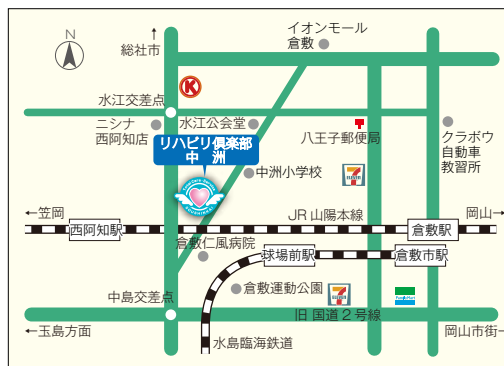 N
総社市
イオンモール
倉敷
K
水江交差点
ニシナ
西阿知店
水江公会堂
八王子郵便局
クラボウ
自動車
教習所
リハビリ倶楽部
中 洲
中洲小学校
←笠岡
JR山陽本線
岡山→
西阿知駅
倉敷駅
倉敷仁風病院
球場前駅
倉敷市駅
中島交差点
倉敷運動公園
旧 国道2号線
FamilyMart
←玉島方面
水島臨海鉄道
岡山市街→